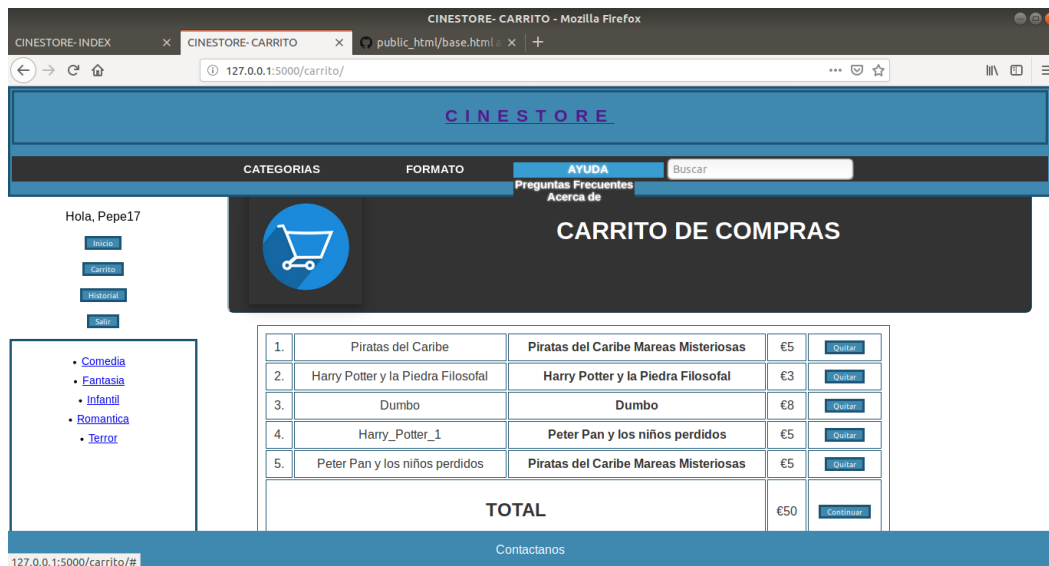 CINESTORE- CARRITO - Mozilla Firefox
CINESTORE- INDEX × CINESTORE- CARRITO × public_html/base.html a × +
127.0.0.1:5000/carrito/
CINESTORE
CATEGORIAS FORMATO AYUDA Buscar
Preguntas Frecuentes
Acerca de
Hola, Pepe17
Inicio
Carrito
Historial
Salir
CARRITO DE COMPRAS
• Comedia
• Fantasia
• Infantil
• Romantica
• Terror
1. Piratas del Caribe Piratas del Caribe Mareas Misteriosas €5 Quitar
2. Harry Potter y la Piedra Filosofal Harry Potter y la Piedra Filosofal €3 Quitar
3. Dumbo Dumbo €8 Quitar
4. Harry_Potter_1 Peter Pan y los niños perdidos €5 Quitar
5. Peter Pan y los niños perdidos Piratas del Caribe Mareas Misteriosas €5 Quitar
TOTAL €50 Continuar
Contactanos
127.0.0.1:5000/carrito/#